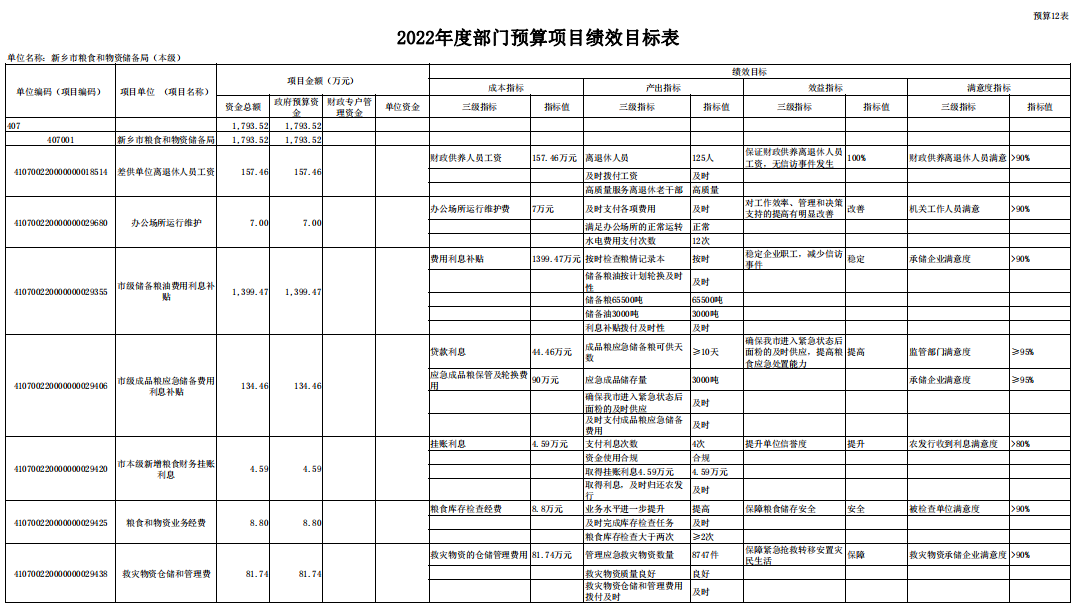 预算12表
2022年度部门预算项目绩效目标表
单位名称：新乡市粮食和物资储备局（本级）
单位编码（项目编码） 项目单位 （项目名称） 项目金额（万元） 绩效目标
成本指标 产出指标 效益指标 满意度指标
资金总额 政府预算资金 财政专户管理资金 单位资金 三级指标 指标值 三级指标 指标值 三级指标 指标值 三级指标 指标值
407 1,793.52 1,793.52
407001 新乡市粮食和物资储备局 1,793.52 1,793.52
410700220000000018514 差供单位离退休人员工资 157.46 157.46 财政供养人员工资 157.46万元 离退休人员 125人 保证财政供养离退休人员工资，无信访事件发生 100% 财政供养离退休人员满意 >90%
及时拨付工资 及时
高质量服务离退休老干部 高质量
410700220000000029680 办公场所运行维护 7.00 7.00 办公场所运行维护费 7万元 及时支付各项费用 及时 对工作效率、管理和决策支持的提高有明显改善 改善 机关工作人员满意 >90%
满足办公场所的正常运转 正常
水电费用支付次数 12次
410700220000000029355 市级储备粮油费用利息补贴 1,399.47 1,399.47 费用利息补贴 1399.47万元 按时检查粮情记录本 按时 稳定企业职工，减少信访事件 稳定 承储企业满意度 >90%
储备粮油按计划轮换及时性 及时
储备粮65500吨 65500吨
储备油3000吨 3000吨
利息补贴拨付及时性 及时
410700220000000029406 市级成品粮应急储备费用利息补贴 134.46 134.46 贷款利息 44.46万元 成品粮应急储备粮可供天数 ≥10天 确保我市进入紧急状态后面粉的及时供应，提高粮食应急处置能力 提高 监管部门满意度 ≥95%
应急成品粮保管及轮换费用 90万元 应急成品储存量 3000吨 承储企业满意度 ≥95%
确保我市进入紧急状态后面粉的及时供应 及时
及时支付成品粮应急储备费用 及时
410700220000000029420 市本级新增粮食财务挂账利息 4.59 4.59 挂账利息 4.59万元 支付利息次数 4次 提升单位信誉度 提升 农发行收到利息满意度 >80%
资金使用合规 合规
取得挂账利息4.59万元 4.59万元
取得利息，及时归还农发行 及时
410700220000000029425 粮食和物资业务经费 8.80 8.80 粮食库存检查经费 8.8万元 业务水平进一步提升 提高 保障粮食储存安全 安全 被检查单位满意度 >90%
及时完成库存检查任务 及时
粮食库存检查大于两次 ≥2次
410700220000000029438 救灾物资仓储和管理费 81.74 81.74 救灾物资的仓储管理费用 81.74万元 管理应急救灾物资数量 8747件 保障紧急抢救转移安置灾民生活 保障 救灾物资承储企业满意度 >90%
救灾物资质量良好 良好
救灾物资仓储和管理费用拨付及时 及时